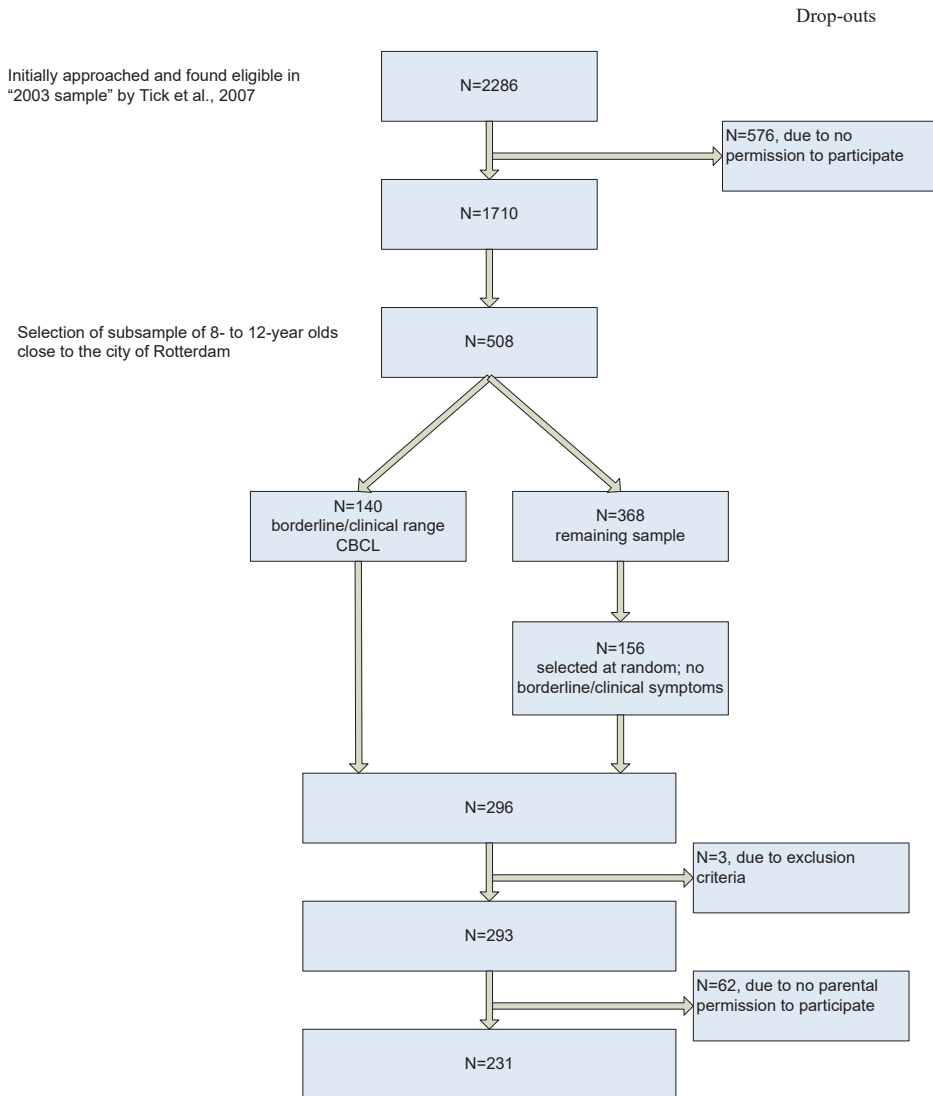 Drop-outs
Initially approached and found eligible in
“2003 sample” by Tick et al., 2007
N=2286
N=576, due to no
permission to participate
N=1710
Selection of subsample of 8- to 12-year olds
close to the city of Rotterdam
N=508
N=140
borderline/clinical range
CBCL
N=368
remaining sample
N=156
selected at random; no
borderline/clinical symptoms
N=296
N=3, due to exclusion
criteria
N=293
N=62, due to no parental
permission to participate
N=231